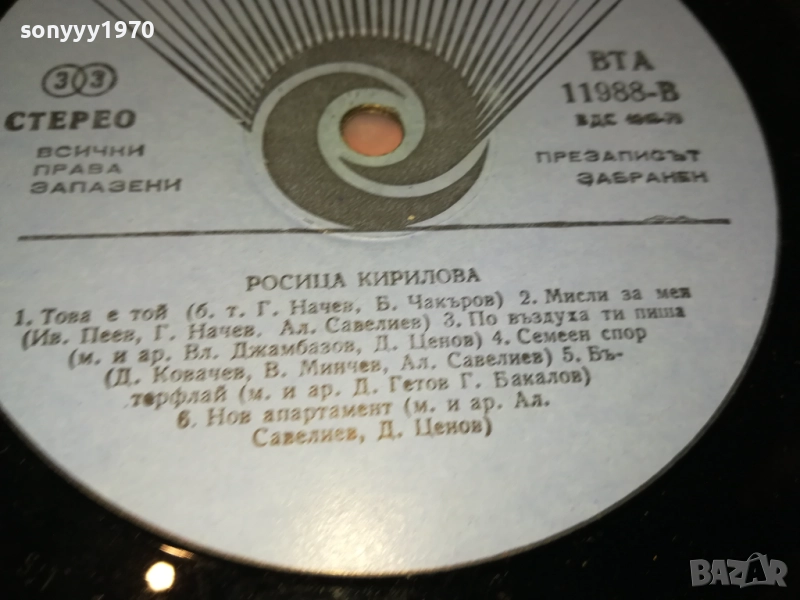 sonyyy1970
33
СТЕРЕО
ВСИЧКИ
ПРАВА
ЗАПАЗЕНИ
ВТА
11988-В
БДС
ПРЕЗАПИСЪТ
ЗАБРАНЕН
РОСИЦА КИРИЛОВА
1. Това е той (б. т. Г. Начев, Б. Чакъров) 2. Мисли за мен
(Ив. Пеев, Г. Начев, Ал. Савелиев) 3. По въздуха ти пиша
(м. и ар. Вл. Джамбазов, Д. Ценов) 4. Семеен спор
(Д. Ковачев, В. Минчев, Ал. Савелиев) 5. Бъ-
терфлай (м. и ар. Д. Гетов Г. Бакалов)
6. Нов апартамент (м. и ар. Ал.
Савелиев, Д. Ценов)
BAZAR